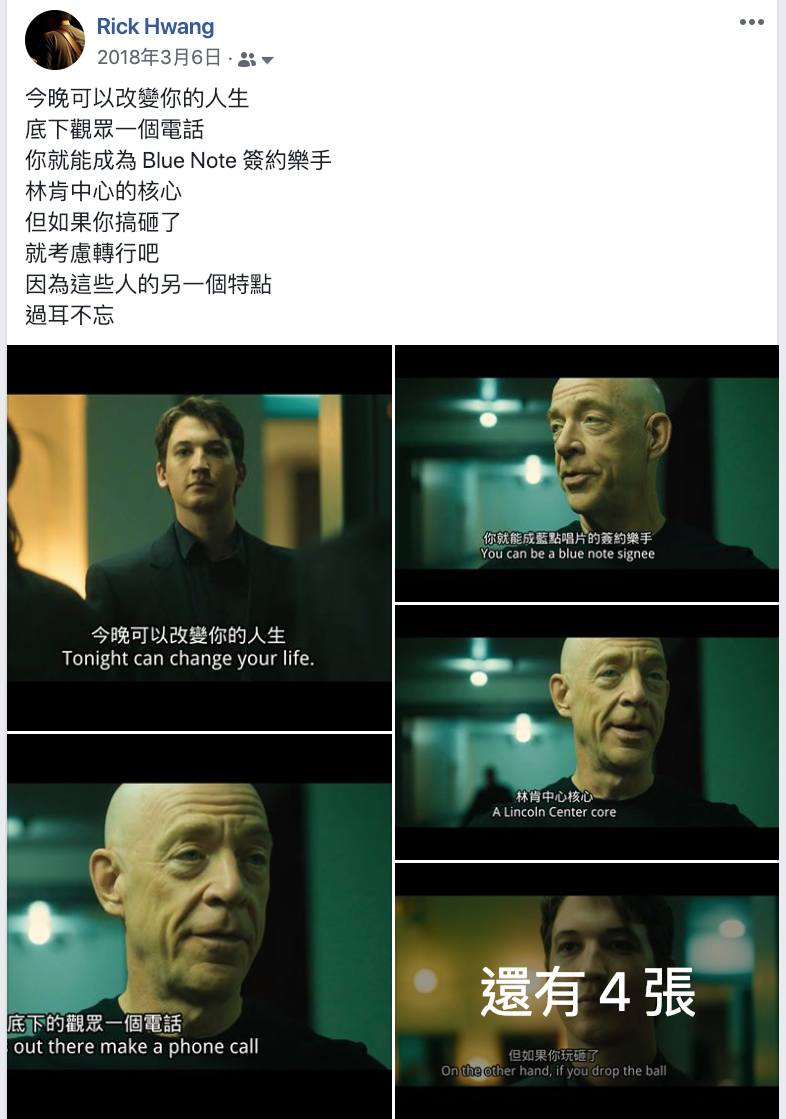 Rick Hwang
2018年3月6日 ·
今晚可以改變你的人生
底下觀眾一個電話
你就能成為 Blue Note 簽約樂手
林肯中心的核心
但如果你搞砸了
就考慮轉行吧
因為這些人的另一個特點
過耳不忘
今晚可以改變你的人生
Tonight can change your life.
底下的觀眾一個電話
out there make a phone call
你就能成藍點唱片的簽約樂手
You can be a blue note signee
林肯中心核心
A Lincoln Center core
還有 4 張
但如果你玩砸了
On the other hand, if you drop the ball